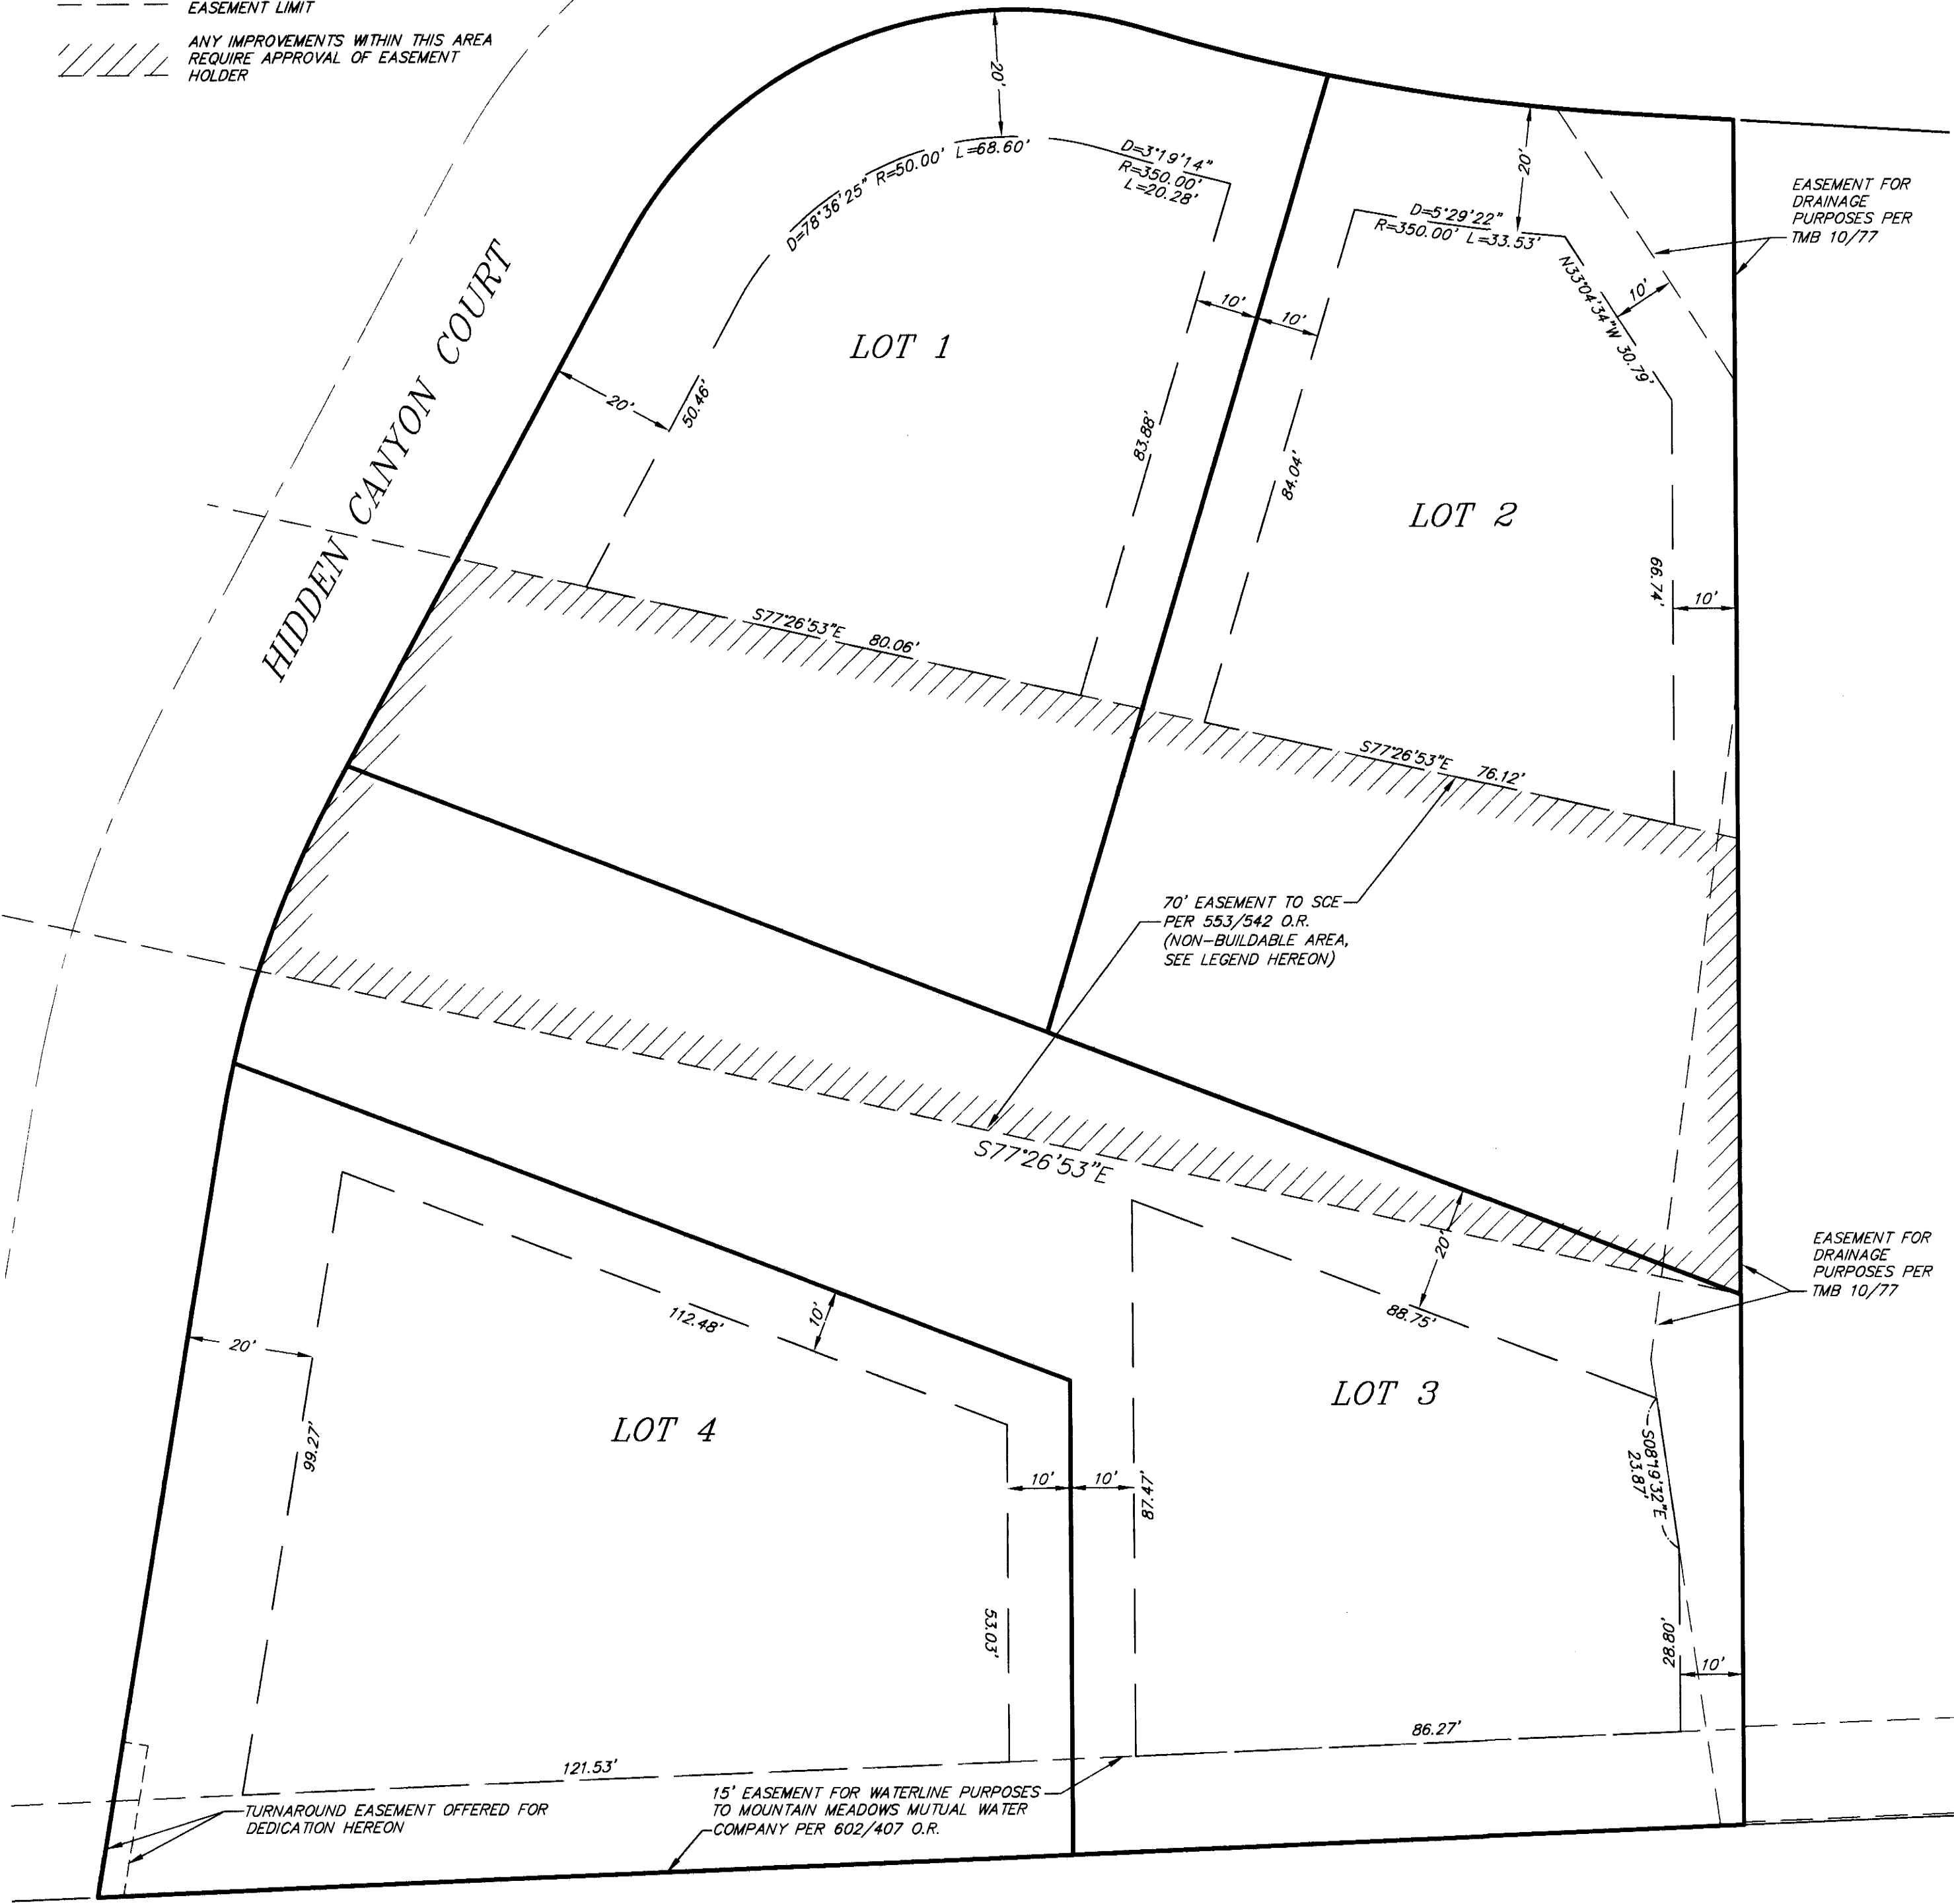 EASEMENT LIMIT
ANY IMPROVEMENTS WITHIN THIS AREA
REQUIRE APPROVAL OF EASEMENT
HOLDER
20'
D=78°36'25" R=50.00' L=68.60'
D=3°19'14"
R=350.00'
L=20.28'
20'
D=5°29'22"
R=350.00' L=33.53'
EASEMENT FOR
DRAINAGE
PURPOSES PER
TMB 10/77
N33°04'34"W 30.79'
10'
10'
10'
LOT 1
HIDDEN CANYON COURT
20'
50.46'
83.88'
84.04'
LOT 2
66.74'
10'
S77°26'53"E 80.06'
S77°26'53"E 76.12'
70' EASEMENT TO SCE
PER 553/542 O.R.
(NON-BUILDABLE AREA,
SEE LEGEND HEREON)
S77°26'53"E
20'
EASEMENT FOR
DRAINAGE
PURPOSES PER
TMB 10/77
112.48'
10'
88.75'
20'
LOT 3
LOT 4
99.27'
S08°19'32"E
23.87'
10'
10'
87.47'
53.03'
28.80'
10'
86.27'
121.53'
15' EASEMENT FOR WATERLINE PURPOSES
TO MOUNTAIN MEADOWS MUTUAL WATER
COMPANY PER 602/407 O.R.
TURNAROUND EASEMENT OFFERED FOR
DEDICATION HEREON